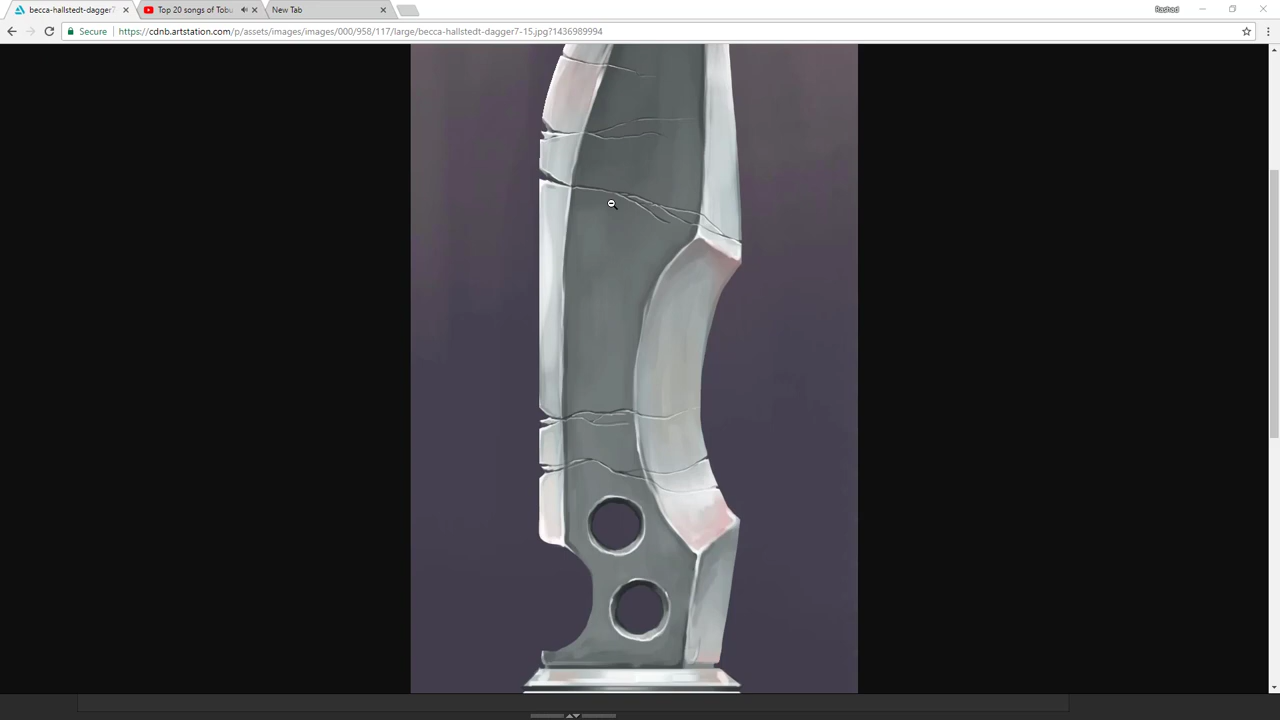 becca-hallstedt-dagger7
Top 20 songs of Tobu
New Tab
Rashad
Secure
https://cdnb.artstation.com/p/assets/images/images/000/958/117/large/becca-hallstedt-dagger7-15.jpg?1436989994